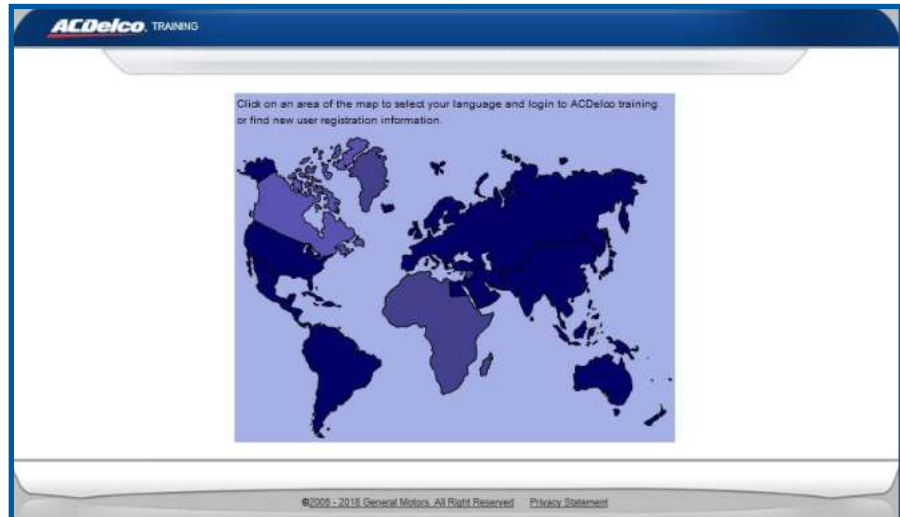 ACDelco. TRAINING
Click on an area of the map to select your language and login to ACDelco training
or find new user registration information.
©2005 - 2018 General Motors. All Right Reserved Privacy Statement